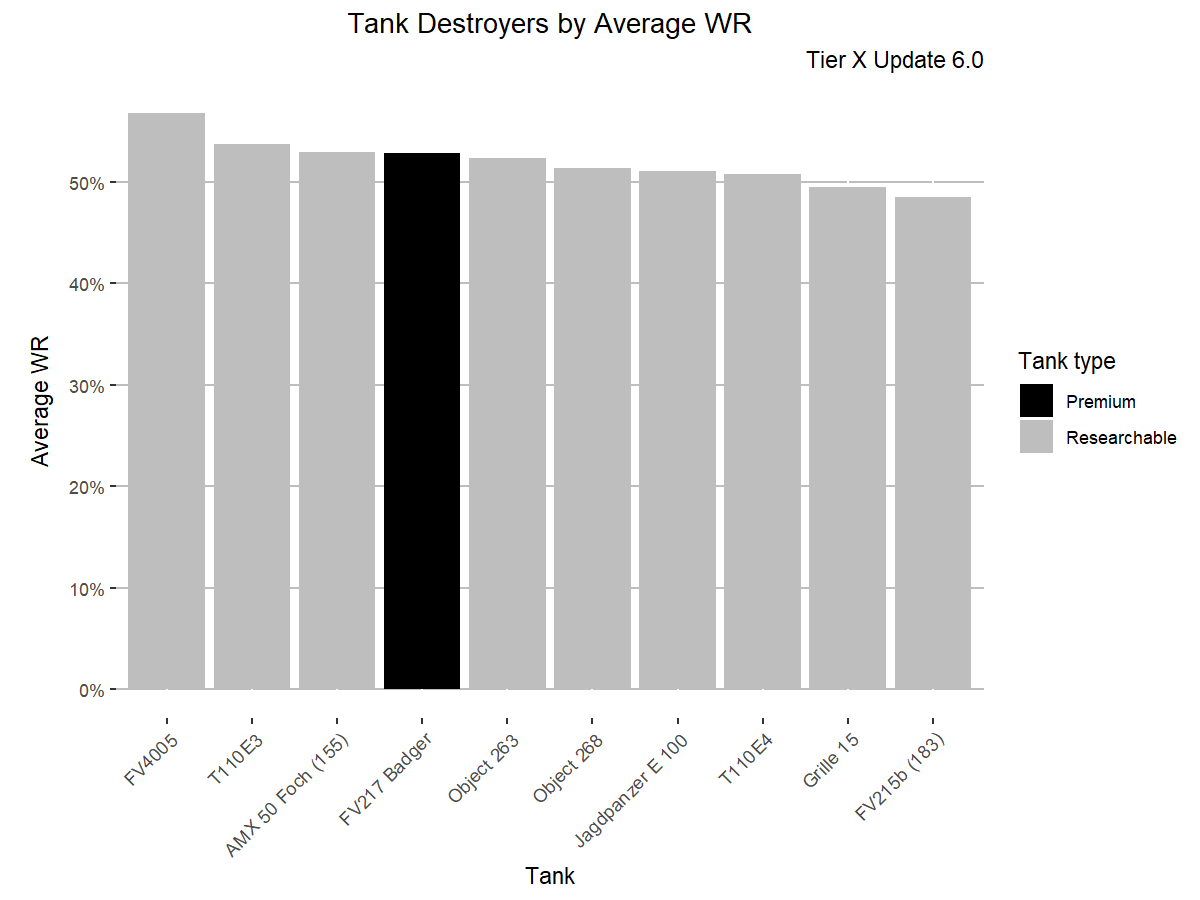 Tank Destroyers by Average WR
Tier X Update 6.0
Average WR
50%
40%
30%
20%
10%
0%
FV4005
T110E3
AMX 50 Foch (155)
FV217 Badger
Object 263
Object 268
Jagdpanzer E 100
T110E4
Grille 15
FV215b (183)
Tank
Tank type
Premium
Researchable